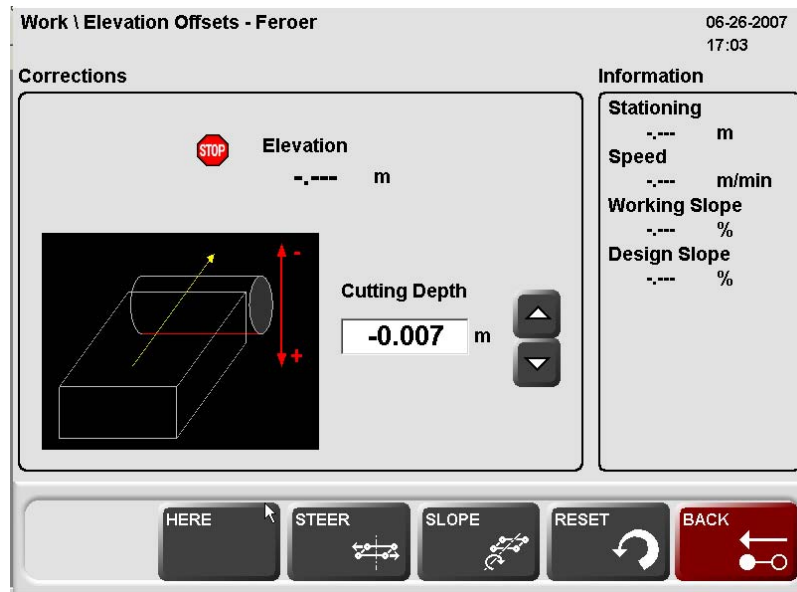 Work \ Elevation Offsets - Feroer
06-26-2007
17:03
Corrections
Information
STOP
Elevation
-.--- m
- 
+
Cutting Depth
-0.007 m
Stationing
-.--- m
Speed
-.--- m/min
Working Slope
-.--- %
Design Slope
-.--- %
HERE
STEER
SLOPE
RESET
BACK